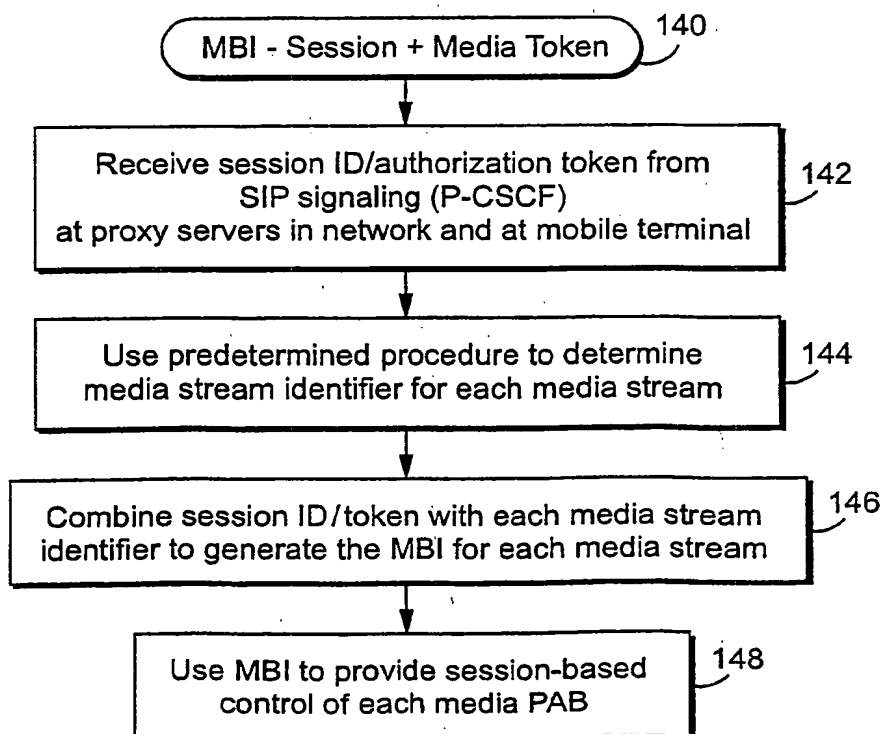 MBI - Session + Media Token
140
Receive session ID/authorization token from
SIP signaling (P-CSCF)
at proxy servers in network and at mobile terminal
142
Use predetermined procedure to determine
media stream identifier for each media stream
144
Combine session ID/token with each media stream
identifier to generate the MBI for each media stream
146
Use MBI to provide session-based
control of each media PAB
148